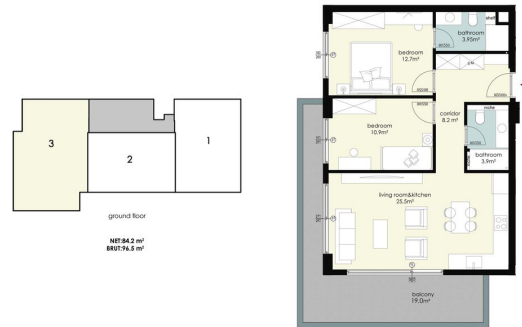 3
2
1
ground floor
NET:84.2 m²
BRUT:96.5 m²
shelf
bathroom
3.95m²
bedroom
12.7m²
bedroom
10.9m²
corridor
8.2 m²
niche
bathroom
3.9m²
living room&kitchen
25.5m²
balcony
19.0m²